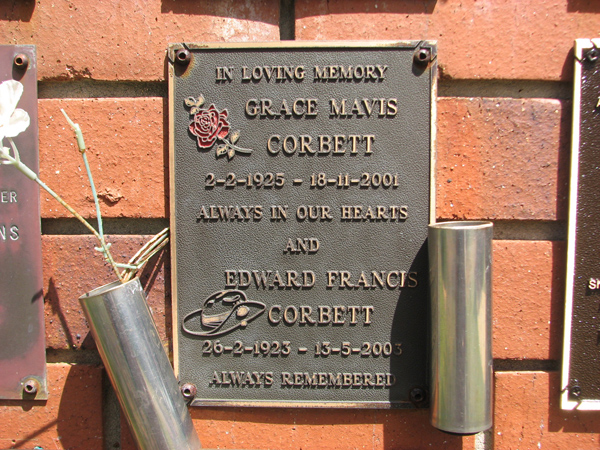 IN LOVING MEMORY
GRACE MAVIS
CORBETT
2-2-1925 - 18-11-2001
ALWAYS IN OUR HEARTS
AND
EDWARD FRANCIS
CORBETT
26-2-1923 - 13-5-2003
ALWAYS REMEMBERED